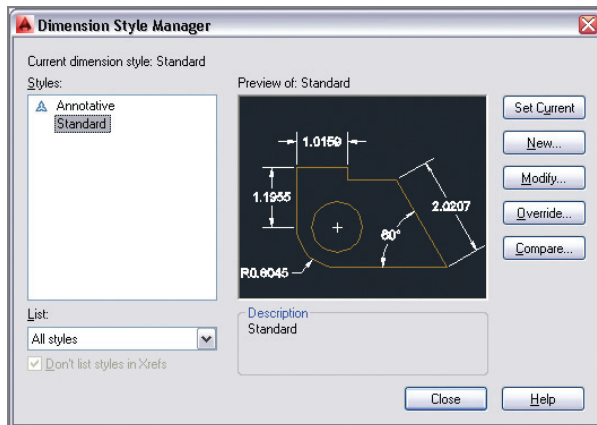 Dimension Style Manager
Current dimension style: Standard
Styles:
Annotative
Standard
Preview of: Standard
1.0159
1.1955
2.0207
60°
R0.8045
Set Current
New...
Modify...
Override...
Compare...
List:
All styles
Don't list styles in Xrefs
Description
Standard
Close
Help